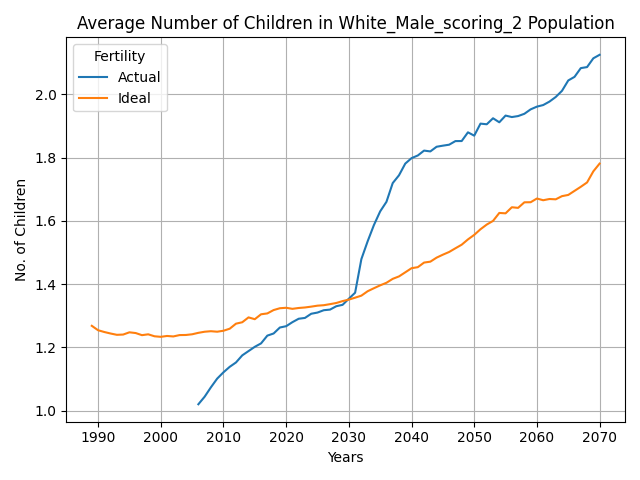 Average Number of Children in White_Male_scoring_2 Population
Fertility
Actual
Ideal
No. of Children
2.0
1.8
1.6
1.4
1.2
1.0
1990 2000 2010 2020 2030 2040 2050 2060 2070
Years